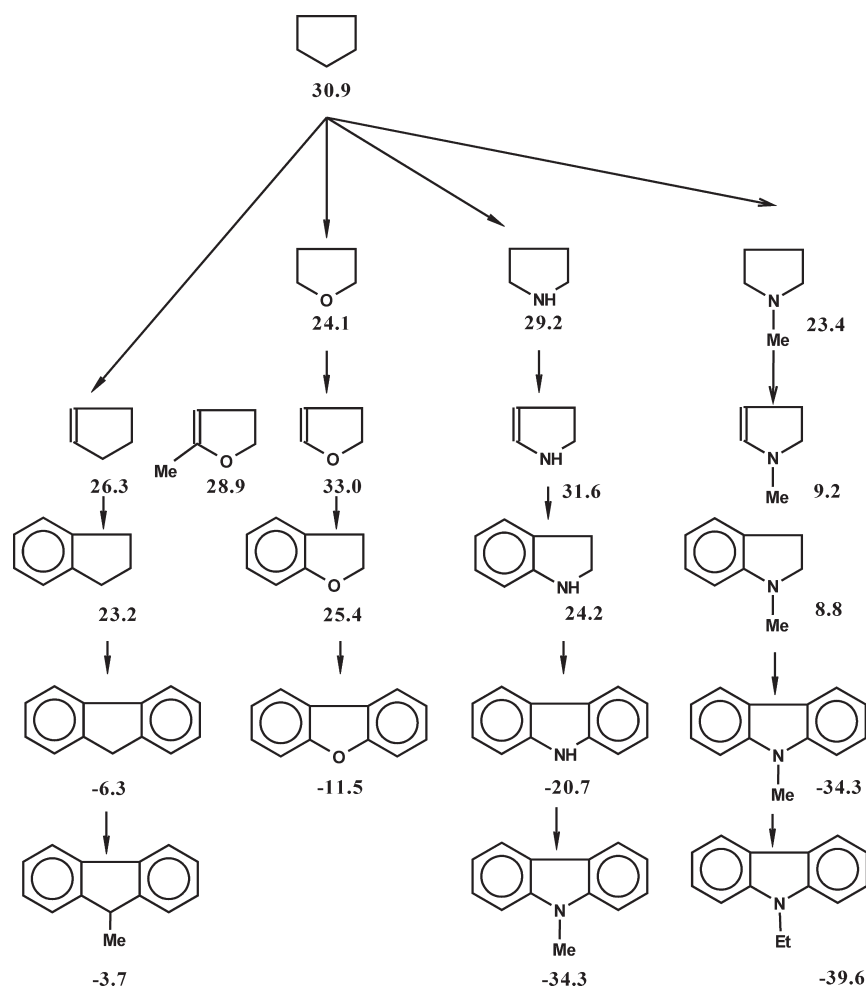 30.9
O
NH
N
24.1
29.2
23.4
Me
O
NH
N
Me
26.3
28.9
33.0
31.6
Me
9.2
O
NH
N
23.2
25.4
24.2
Me
8.8
O
NH
N
-6.3
-11.5
-20.7
Me
-34.3
N
N
Me
Me
Et
-3.7
-34.3
-39.6